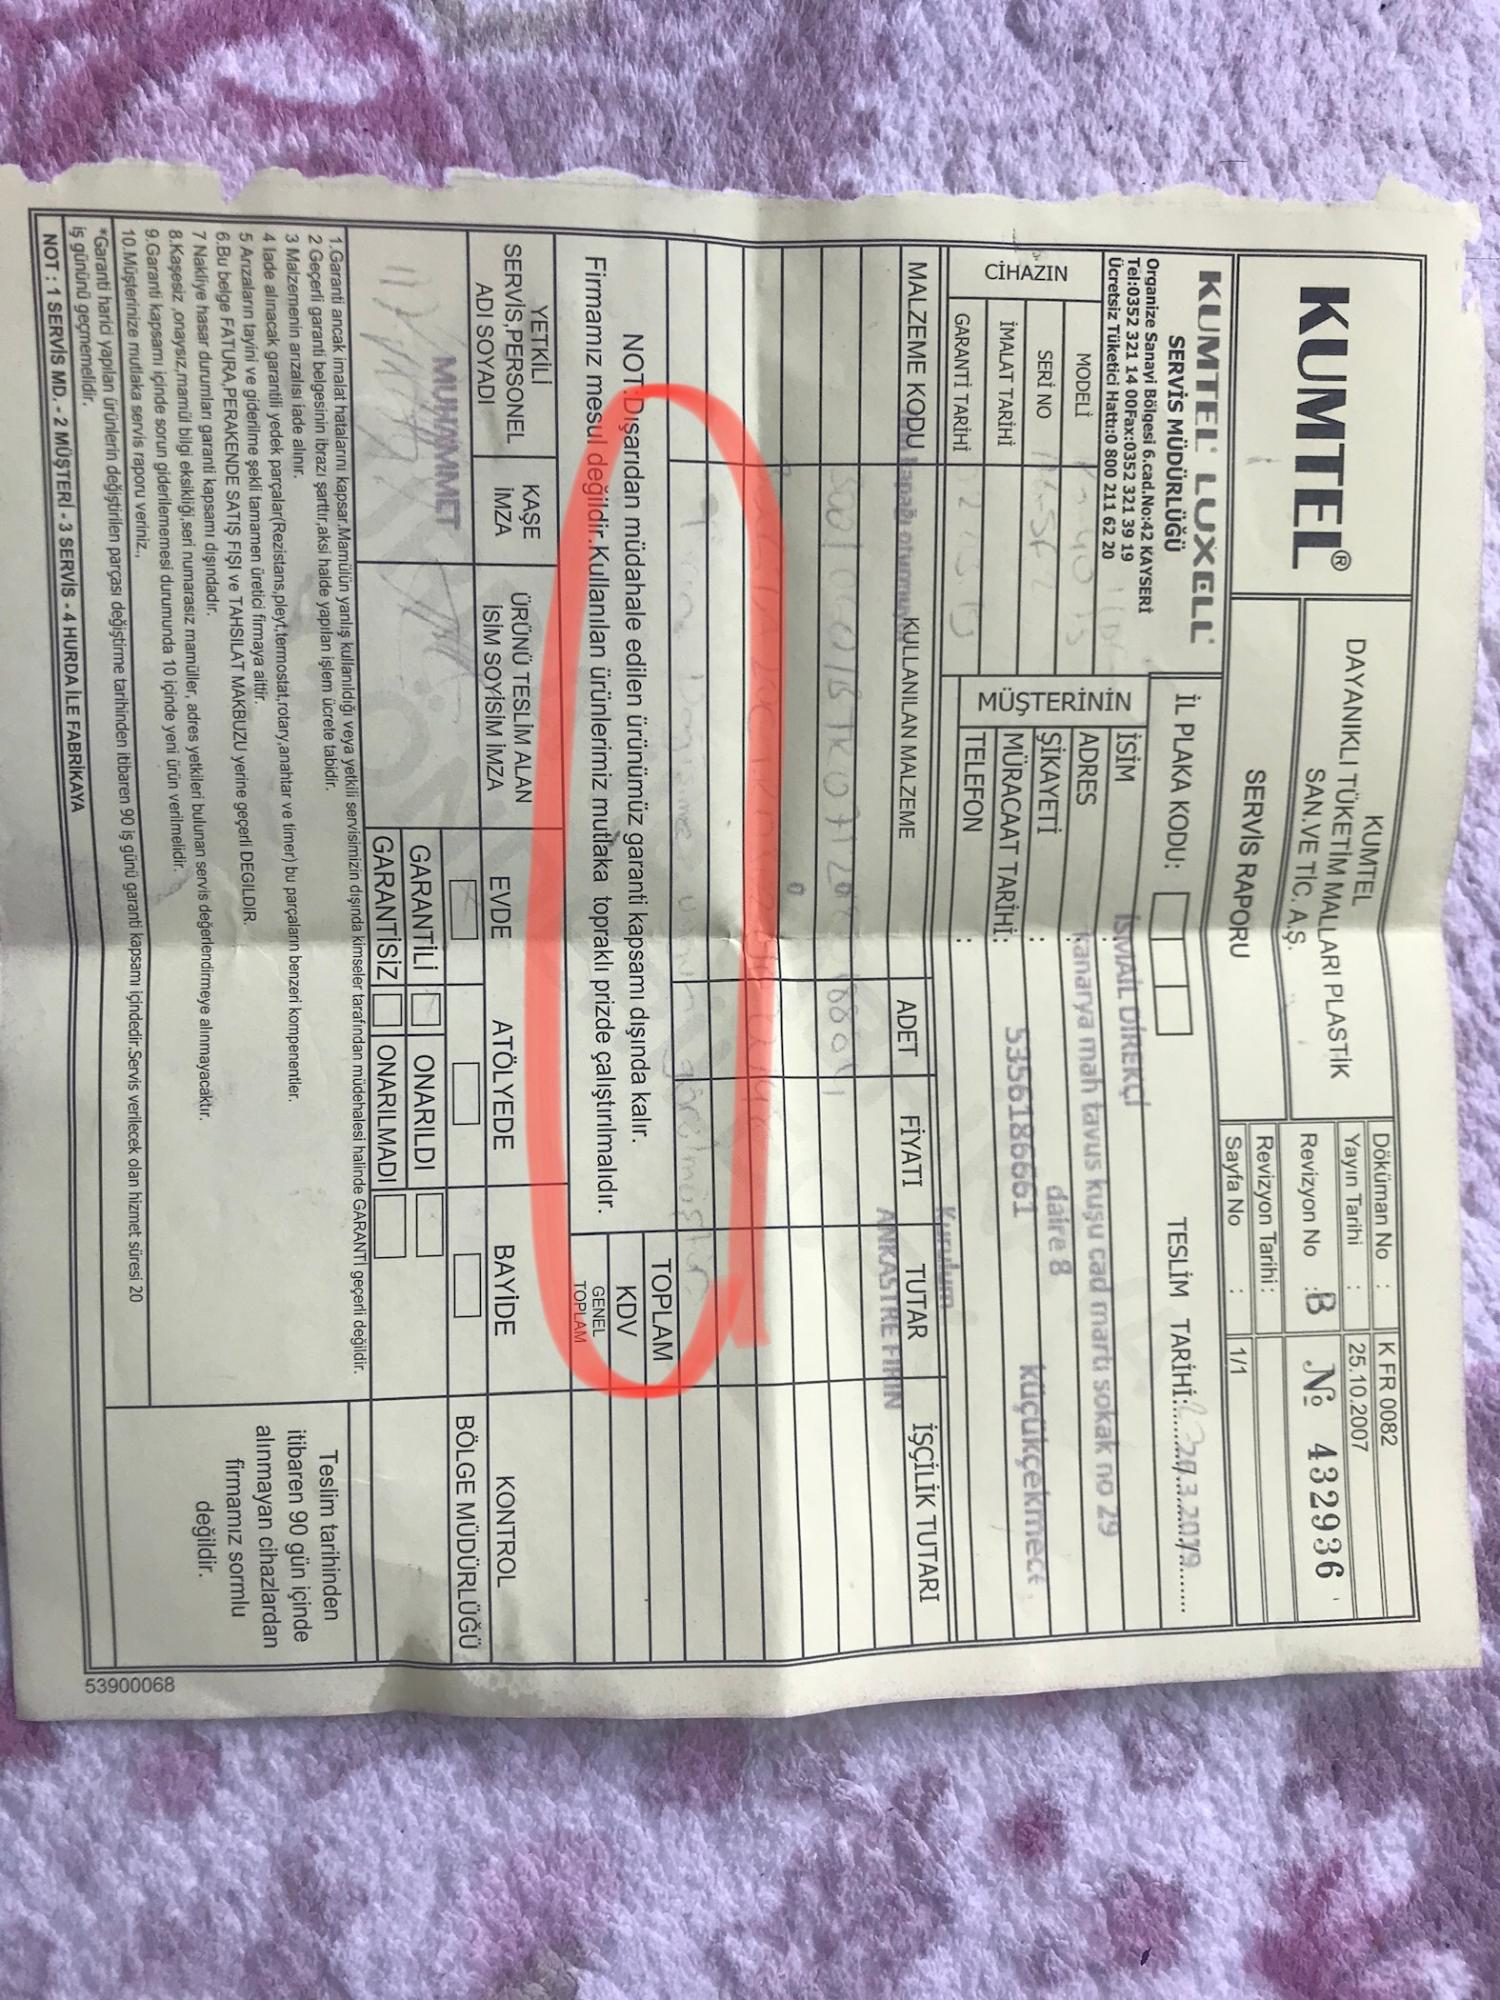 KUMTEL®
KUMTEL
DAYANIKLI TÜKETİM MALLARI PLASTİK
SAN.VE TİC. A.Ş.
SERVİS RAPORU
Döküman No : K FR 0082
Yayın Tarihi : 25.10.2007
Revizyon No : B № 432936
Revizyon Tarihi :
Sayfa No : 1/1
KUMTEL LUXELL
SERVİS MÜDÜRLÜĞÜ
Organize Sanayi Bölgesi 6.cad.No:42 KAYSERİ
Tel:0352 321 14 00Fax:0352 321 39 19
Ücretsiz Tüketici Hattı:0 800 211 62 20
İL PLAKA KODU:
TESLİM TARİHİ:
CİHAZIN
MODELİ
SERİ NO
İMALAT TARİHİ
GARANTİ TARİHİ
MÜŞTERİNİN
İSİM : İSMAİL DİREKÇİ
ADRES : kanarya mah tavus kuşu cad martı sokak no 29
daire 8
ŞİKAYETİ :
küçükçekmece
MÜRACAAT TARİHİ: 5356186661
TELEFON :
Kurulum
MALZEME KODU
KULLANILAN MALZEME
ADET
FİYATI
TUTAR
İŞÇİLİK TUTARI
kapağı oturmuyo
ANKASTRE FIRIN
0
görülmüştür
NOT:Dışarıdan müdahale edilen ürünümüz garanti kapsamı dışında kalır.
Firmamız mesul değildir.Kullanılan ürünlerimiz mutlaka topraklı prizde çalıştırılmalıdır.
TOPLAM
KDV
GENEL TOPLAM
YETKİLİ SERVİS,PERSONEL ADI SOYADI
KAŞE İMZA
ÜRÜNÜ TESLİM ALAN İSİM SOYİSİM İMZA
EVDE
ATÖLYEDE
BAYİDE
KONTROL
BÖLGE MÜDÜRLÜĞÜ
MUHAMMET
GARANTİLİ
ONARILDI
GARANTİSİZ
ONARILMADI
1.Garanti ancak imalat hatalarını kapsar.Mamülün yanlış kullanıldığı veya yetkili servisimizin dışında kimseler tarafından müdehalesi halinde GARANTİ geçerli değildir.
2 Geçerli garanti belgesinin ibrazı şarttır,aksi halde yapılan işlem ücrete tabidir.
3 Malzemenin arızalısı iade alınır.
4 Iade alınacak garantili yedek parçalar(Rezistans,pleyt,termostat,rotary,anahtar ve timer) bu parçaların benzeri kompenentler.
5 Arızaların tayini ve giderilme şekli tamamen üretici firmaya aittir.
6.Bu belge FATURA,PERAKENDE SATIŞ FİŞİ ve TAHSILAT MAKBUZU yerine geçerli DEGILDIR.
7 Nakliye hasar durumları garanti kapsamı dışındadır.
8.Kaşesiz ,onaysız,mamül bilgi eksikliği,seri numarasız mamüller, adres yetkileri bulunan servis değerlendirmeye alınmayacaktır.
9.Garanti kapsamı içinde sorun giderilememesi durumunda 10 içinde yeni ürün verilmelidir.
10.Müşterinize mutlaka servis raporu veriniz.,
*Garanti harici yapılan ürünlerin değiştirilen parçası değiştirme tarihinden itibaren 90 iş günü garanti kapsamı içindedir.Servis verilecek olan hizmet süresi 20
iş gününü geçmemelidir.
Teslim tarihinden
itibaren 90 gün içinde
alınmayan cihazlardan
firmamız sormlu
değildir.
NOT : 1 SERVİS MD. - 2 MÜŞTERİ - 3 SERVİS - 4 HURDA İLE FABRİKAYA
53900068